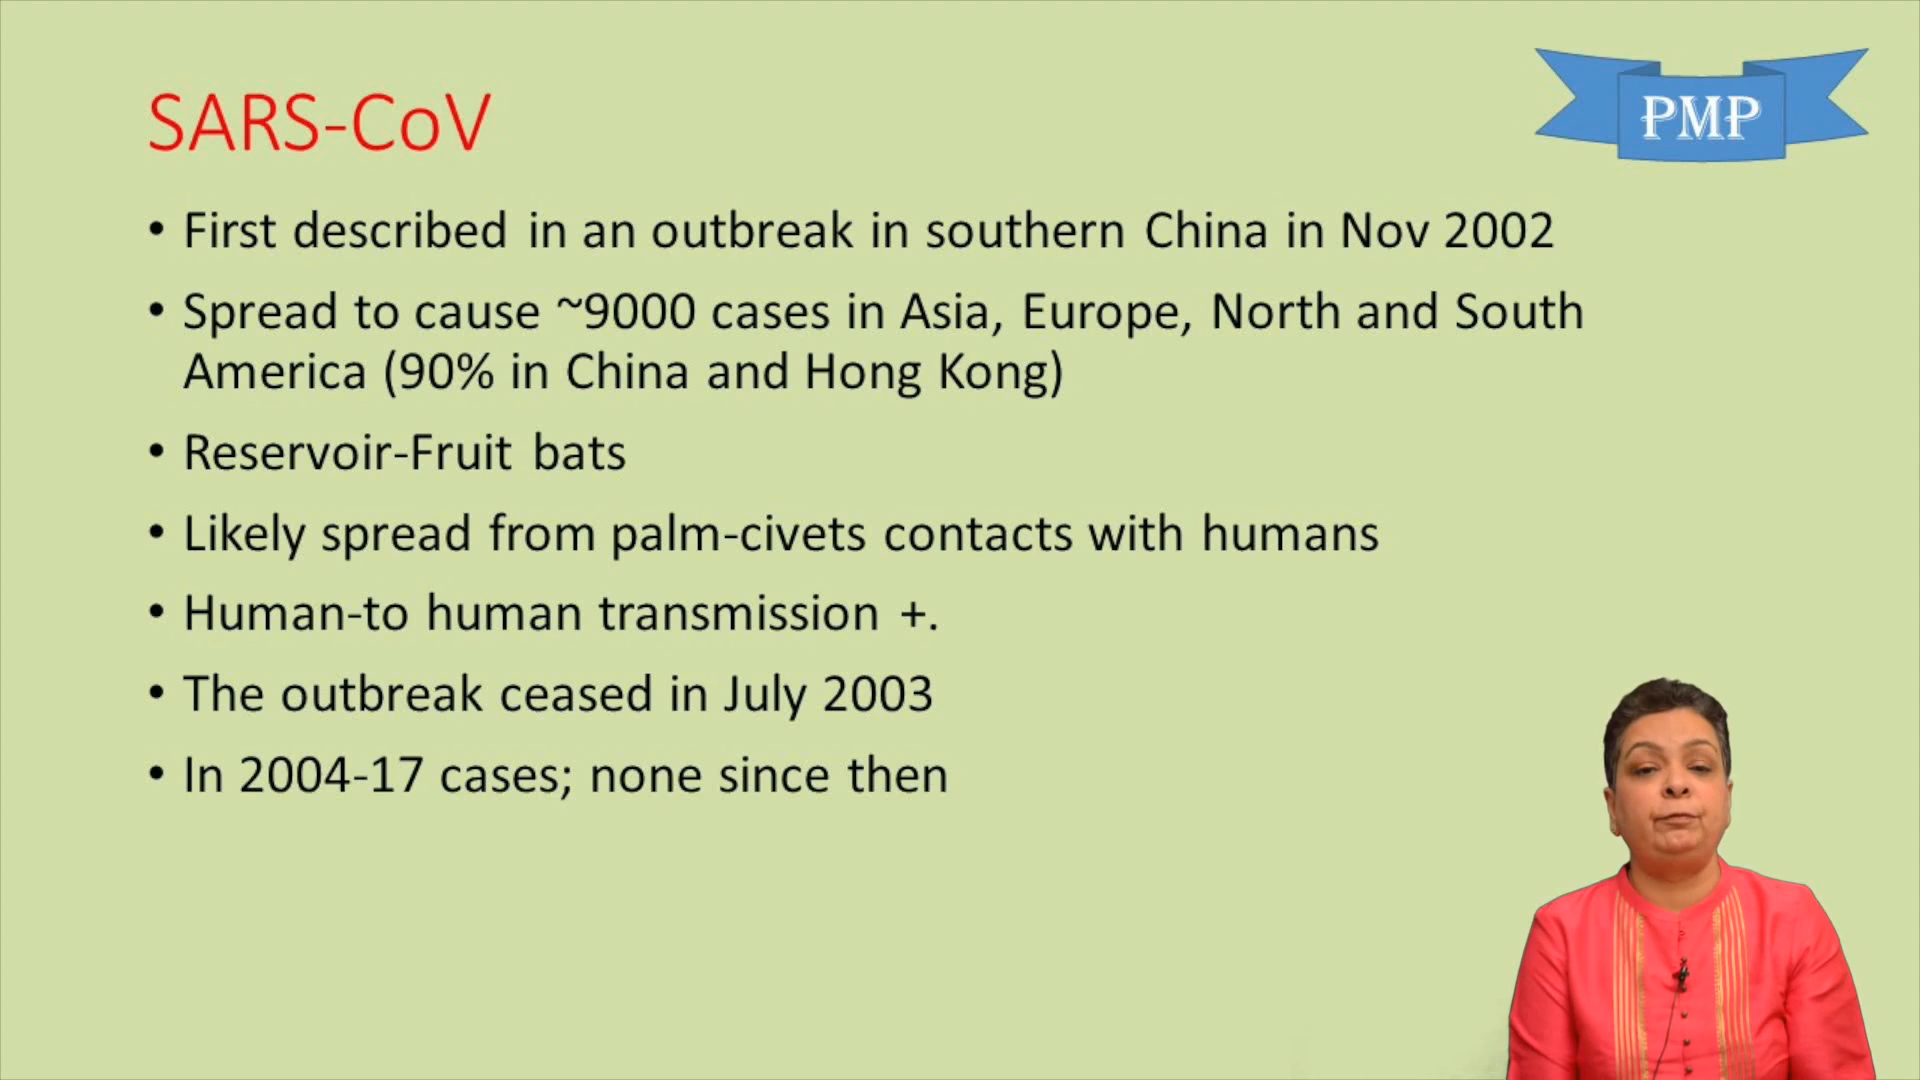 SARS-CoV
PMP
• First described in an outbreak in southern China in Nov 2002
• Spread to cause ~9000 cases in Asia, Europe, North and South
America (90% in China and Hong Kong)
• Reservoir-Fruit bats
• Likely spread from palm-civets contacts with humans
• Human-to human transmission +.
• The outbreak ceased in July 2003
• In 2004-17 cases; none since then